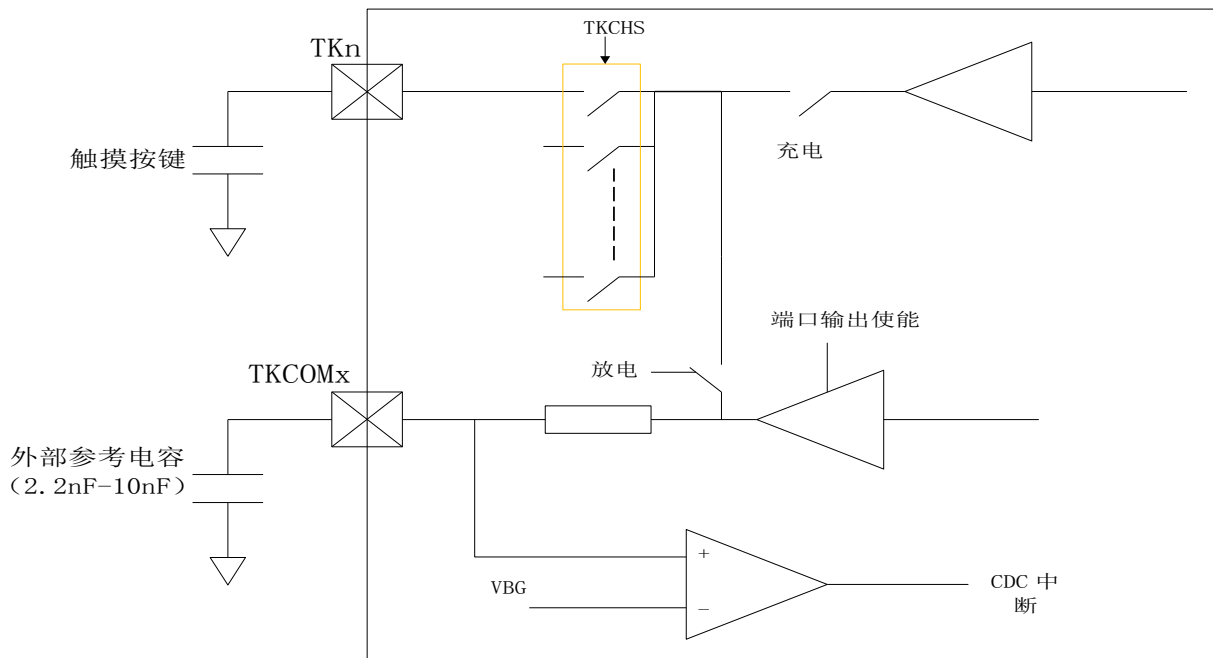 TKCHS
TKn
充电
触摸按键
端口输出使能
放电
TKCOMx
外部参考电容
（2.2nF-10nF）
+
VBG
-
CDC 中
断